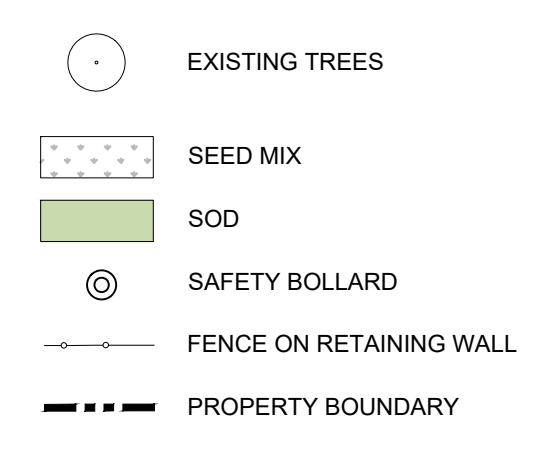 EXISTING TREES
SEED MIX
SOD
SAFETY BOLLARD
FENCE ON RETAINING WALL
PROPERTY BOUNDARY